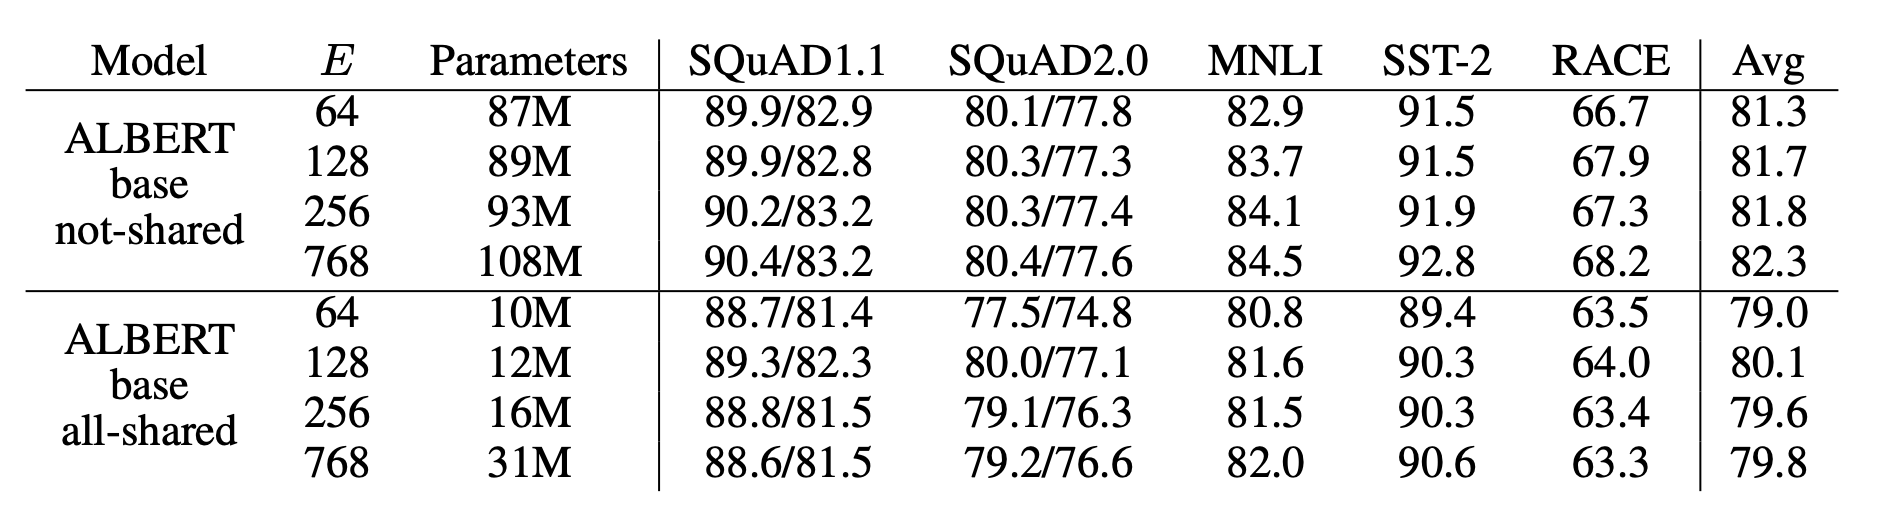 Model E Parameters SQuAD1.1 SQuAD2.0 MNLI SST-2 RACE Avg
ALBERT base not-shared
64 87M 89.9/82.9 80.1/77.8 82.9 91.5 66.7 81.3
128 89M 89.9/82.8 80.3/77.3 83.7 91.5 67.9 81.7
256 93M 90.2/83.2 80.3/77.4 84.1 91.9 67.3 81.8
768 108M 90.4/83.2 80.4/77.6 84.5 92.8 68.2 82.3
ALBERT base all-shared
64 10M 88.7/81.4 77.5/74.8 80.8 89.4 63.5 79.0
128 12M 89.3/82.3 80.0/77.1 81.6 90.3 64.0 80.1
256 16M 88.8/81.5 79.1/76.3 81.5 90.3 63.4 79.6
768 31M 88.6/81.5 79.2/76.6 82.0 90.6 63.3 79.8